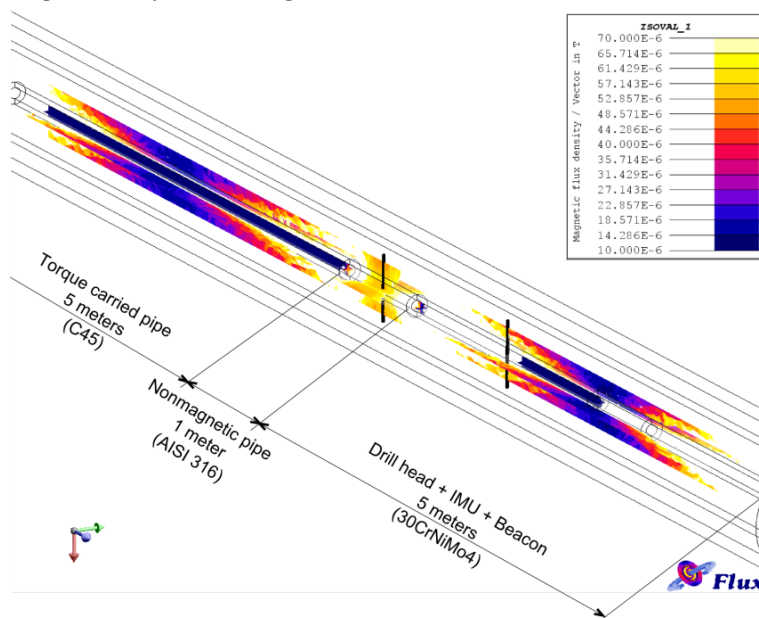 ISOVAL_1
70.000E-6
65.714E-6
61.429E-6
57.143E-6
52.857E-6
48.571E-6
44.286E-6
40.000E-6
35.714E-6
31.429E-6
27.143E-6
22.857E-6
18.571E-6
14.286E-6
10.000E-6
Magnetic flux density / Vector in T
Torque carried pipe
5 meters
(C45)
Nonmagnetic pipe
1 meter
(AISI 316)
Drill head + IMU + Beacon
5 meters
(30CrNiMo4)
Flux